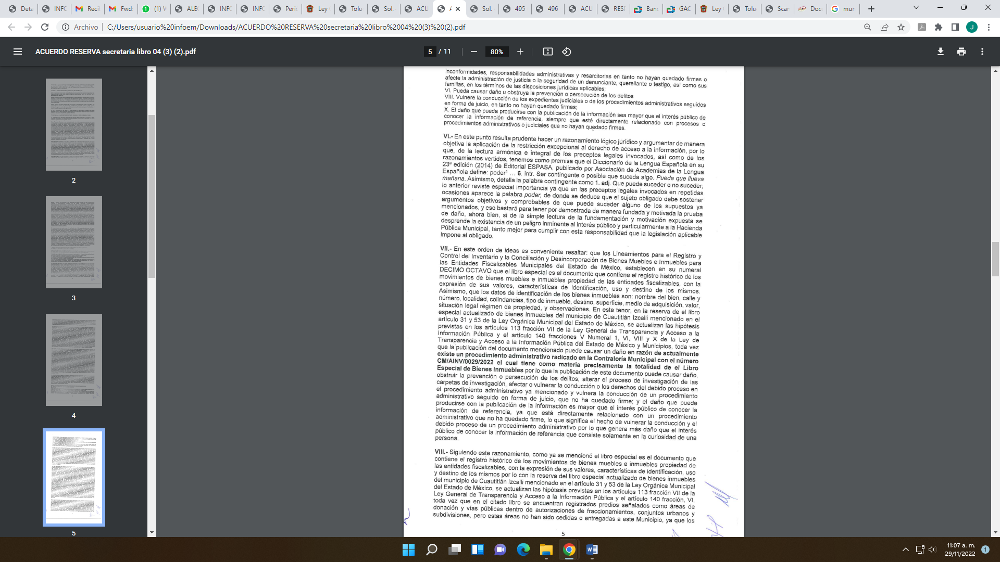 Deta
INFO
Recil
Fwd:
(1) V
ALEC
INFO
INFO
Peric
Ley
Tolu
Sol.
ACU
A
Sol.
495
496
ACU
RESF
Banc
GAC
Ley
Tolu
Scan
Doc
mun
Archivo
C:/Users/usuario%20infoem/Downloads/ACUERDO%20RESERVA%20secretaria%20libro%2004%20(3)%20(2).pdf
J
ACUERDO RESERVA secretaria libro 04 (3) (2).pdf
5 / 11
80%
2
3
4
5
inconformidades, responsabilidades administrativas y resarcitorias en tanto no hayan quedado firmes o
afecte la administración de justicia o la seguridad de un denunciante, querellante o testigo, así como sus
familias, en los términos de las disposiciones jurídicas aplicables;
VI. Pueda causar daño u obstruya la prevención o persecución de los delitos
VIII. Vulnere la conducción de los expedientes judiciales o de los procedimientos administrativos seguidos
en forma de juicio, en tanto no hayan quedado firmes;
X. El daño que pueda producirse con la publicación de la información sea mayor que el interés público de
conocer la información de referencia, siempre que esté directamente relacionado con procesos o
procedimientos administrativos o judiciales que no hayan quedado firmes.
VI.- En este punto resulta prudente hacer un razonamiento lógico jurídico y argumentar de manera
objetiva la aplicación de la restricción excepcional al derecho de acceso a la información, por lo
que, de la lectura armónica e integral de los preceptos legales invocados, así como de los
razonamientos vertidos, tenemos como premisa que el Diccionario de la Lengua Española en su
23ª edición (2014) de Editorial ESPASA, publicado por Asociación de Academias de la Lengua
Española define: poder¹ … 6. intr. Ser contingente o posible que suceda algo. Puede que llueva
mañana. Asimismo, detalla la palabra contingente como 1. adj. Que puede suceder o no suceder;
lo anterior reviste especial importancia ya que en las preceptos legales invocados en repetidas
ocasiones aparece la palabra poder, de donde se deduce que el sujeto obligado debe sostener
argumentos objetivos y comprobables de que puede suceder alguno de los supuestos ya
mencionados, y eso bastará para tener por demostrada de manera fundada y motivada la prueba
de daño, ahora bien, si de la simple lectura de la fundamentación y motivación expuesta se
desprende la existencia de un peligro inminente al interés público y particularmente a la Hacienda
Pública Municipal, tanto mejor para cumplir con esta responsabilidad que la legislación aplicable
impone al obligado.
VII.- En este orden de ideas es conveniente resaltar: que los Lineamientos para el Registro y
Control del Inventario y la Conciliación y Desincorporación de Bienes Muebles e Inmuebles para
las Entidades Fiscalizables Municipales del Estado de México, establecen en su numeral
DECIMO OCTAVO que el libro especial es el documento que contiene el registro histórico de los
movimientos de bienes muebles e inmuebles propiedad de las entidades fiscalizables, con la
expresión de sus valores, características de identificación, uso y destino de los mismos.
Asimismo, que los datos de identificación de los bienes inmuebles son: nombre del bien, calle y
número, localidad, colindancias, tipo de inmueble, destino, superficie, medio de adquisición, valor,
situación legal régimen de propiedad, y observaciones. En este tenor, en la reserva de el libro
especial actualizado de bienes inmuebles del municipio de Cuautitlán Izcalli mencionado en el
artículo 31 y 53 de la Ley Orgánica Municipal del Estado de México, se actualizan las hipótesis
previstas en los artículos 113 fracción VII de la Ley General de Transparencia y Acceso a la
Información Pública y el artículo 140 fracciones V Numeral 1, VI, VIII y X de la Ley de
Transparencia y Acceso a la Información Pública del Estado de México y Municipios, toda vez
que la publicación del documento mencionado puede causar un daño en razón de actualmente
existe un procedimiento administrativo radicado en la Contraloría Municipal con el número
CM/AINV/0029/2022 el cual tiene como materia precisamente la totalidad de el Libro
Especial de Bienes Inmuebles por lo que la publicación de este documento puede causar daño,
obstruir la prevención o persecución de los delitos; alterar el proceso de investigación de las
carpetas de investigación, afectar o vulnerar la conducción o los derechos del debido proceso en
el procedimiento administrativo ya mencionado y vulnera la conducción de un procedimiento
administrativo seguido en forma de juicio, que no ha quedado firme; y el daño que puede
producirse con la publicación de la información es mayor que el interés público de conocer la
información de referencia, ya que está directamente relacionado con un procedimiento
administrativo que no ha quedado firme, lo que significa el hecho de vulnerar la conducción y el
debido proceso de un procedimiento administrativo por lo que genera más daño que el interés
público de conocer la información de referencia que consiste solamente en la curiosidad de una
persona.
VIII.- Siguiendo este razonamiento, como ya se mencionó el libro especial es el documento que
contiene el registro histórico de los movimientos de bienes muebles e inmuebles propiedad de
las entidades fiscalizables, con la expresión de sus valores, características de identificación, uso
y destino de los mismos por lo con la reserva del libro especial actualizado de bienes inmuebles
del municipio de Cuautitlán Izcalli mencionado en el artículo 31 y 53 de la Ley Orgánica Municipal
del Estado de México, se actualizan las hipótesis previstas en los artículos 113 fracción VII de la
Ley General de Transparencia y Acceso a la Información Pública y el artículo 140 fracción, VI,
toda vez que en el citado libro se encuentran registrados predios señalados como áreas de
donación y vías públicas dentro de autorizaciones de fraccionamientos, conjuntos urbanos y
subdivisiones, pero estas áreas no han sido cedidas o entregadas a este Municipio, ya que los
5
11:07 a. m.
29/11/2022
1